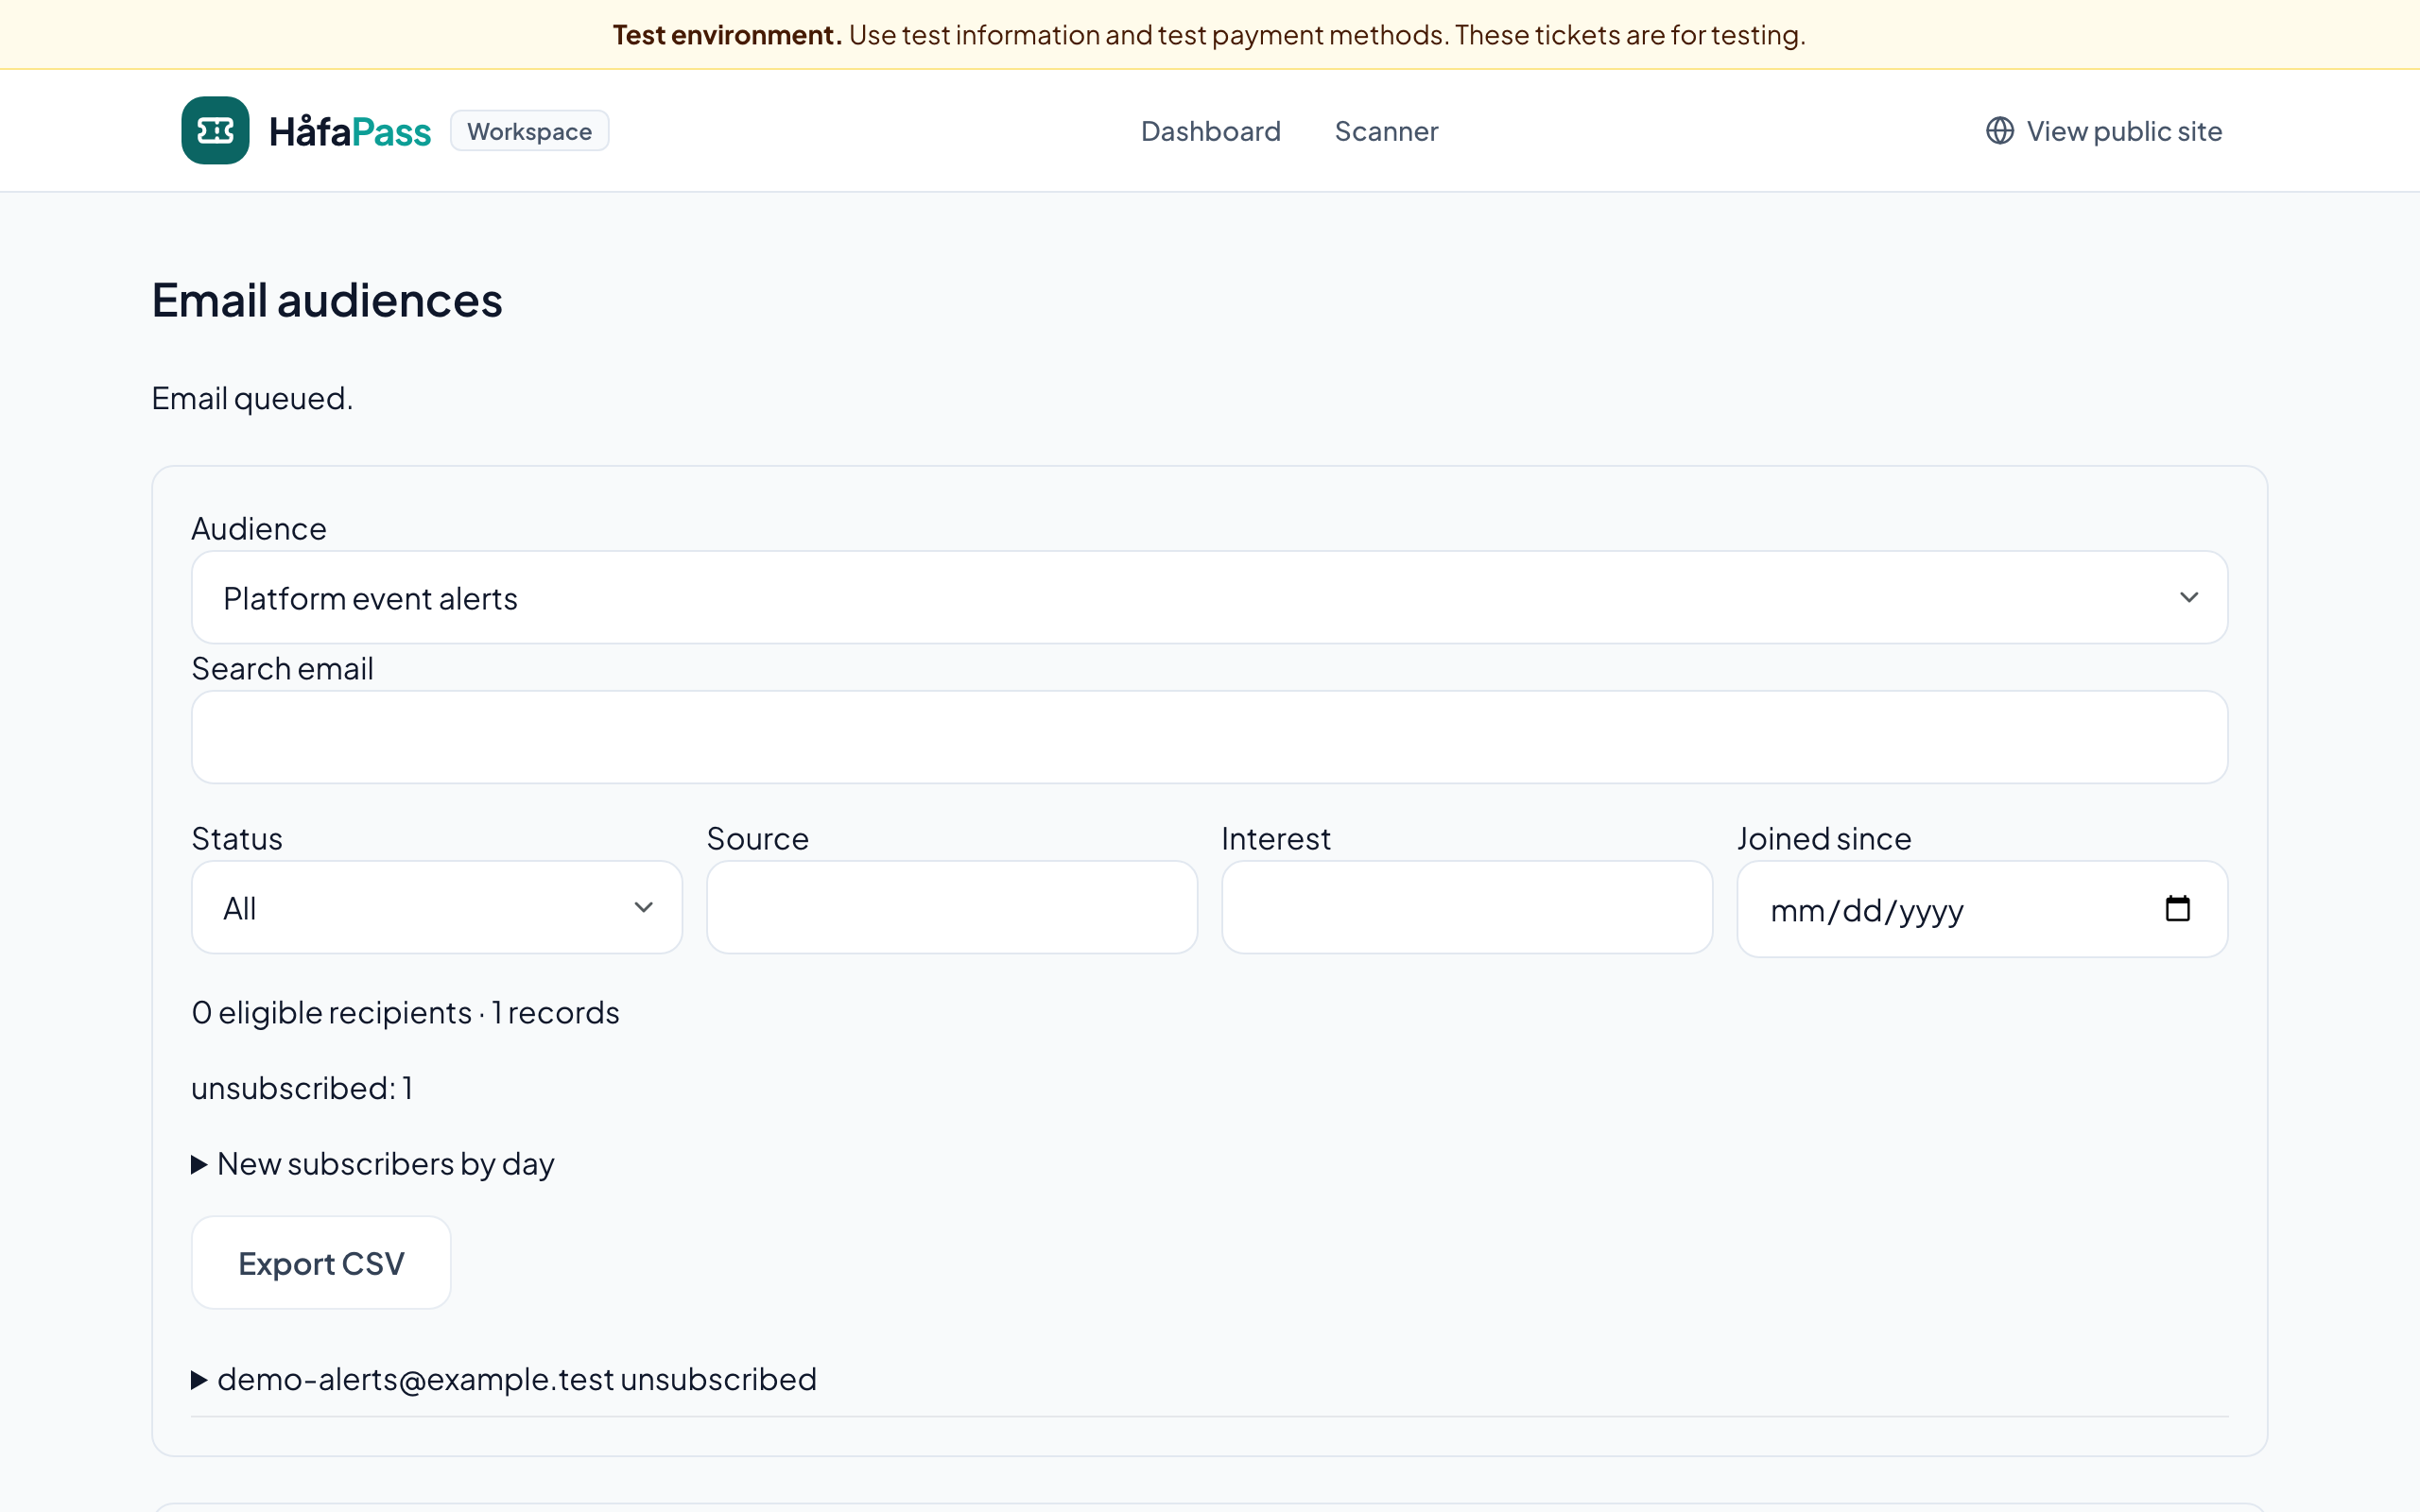 Test environment. Use test information and test payment methods. These tickets are for testing.
HåfaPass Workspace Dashboard Scanner View public site
Email audiences
Email queued.
Audience
Platform event alerts
Search email
Status Source Interest Joined since
All mm/dd/yyyy
0 eligible recipients · 1 records
unsubscribed: 1
New subscribers by day
Export CSV
demo-alerts@example.test unsubscribed